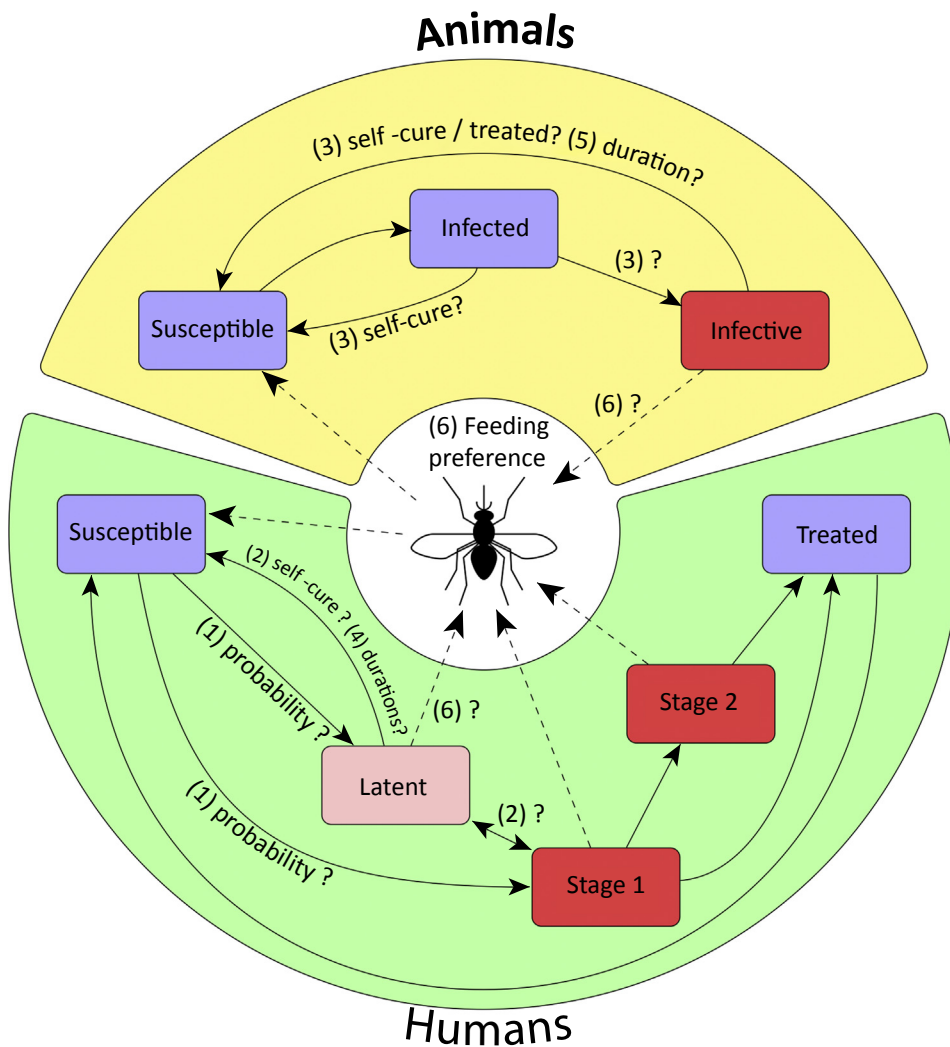 Animals
(3) self -cure / treated? (5) duration?
Infected
(3) ?
Susceptible
(3) self-cure?
Infective
(6) ?
(6) Feeding
preference
Susceptible
Treated
(2) self -cure ? (4) durations?
(1) probability ?
Stage 2
(6) ?
Latent
(1) probability ?
(2) ?
Stage 1
Humans